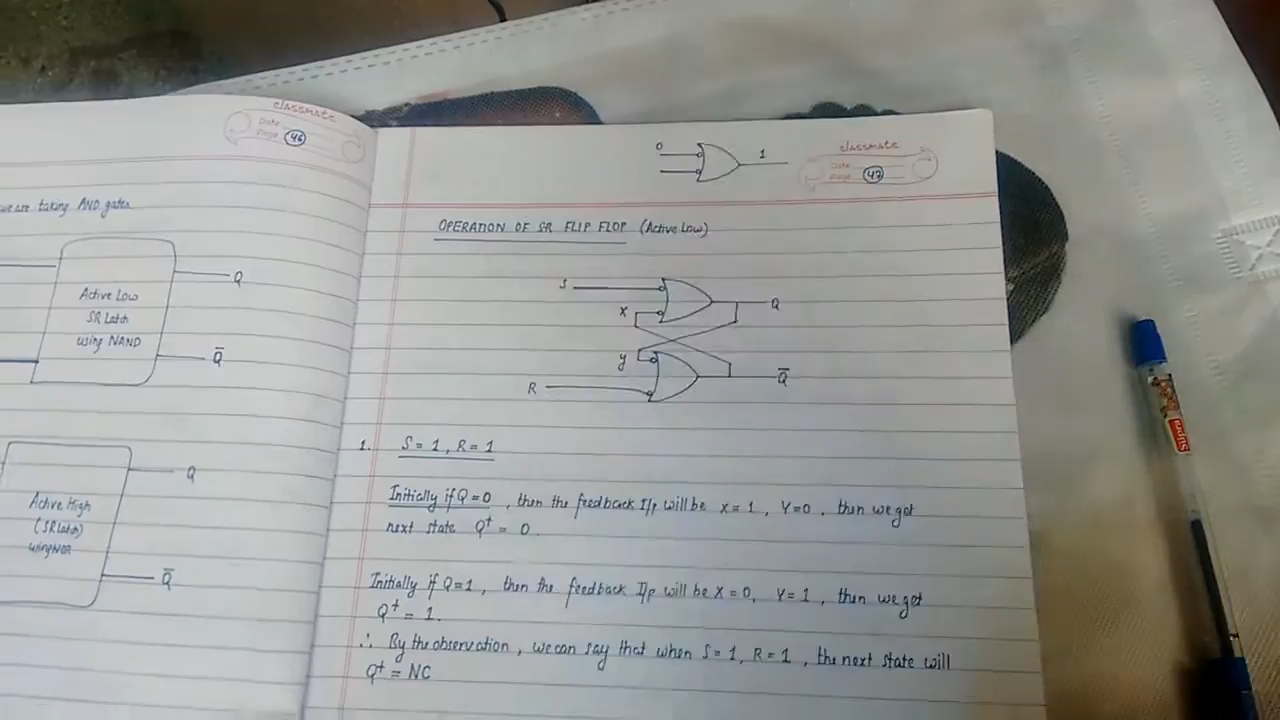 classmate
Date
Page 46
we are taking AND gates
Active Low
SR Latch
using NAND
Q
Q̅
Active High
(SR Latch)
using NOR
Q
Q̅
0
1
classmate
Date
Page 47
OPERATION OF SR FLIP FLOP (Active Low)
S
X
Q
y
R
Q̅
1. S = 1, R = 1
Initially if Q = 0, then the feedback I/p will be x = 1, Y=0. then we get
next state Q⁺ = 0.
Initially if Q=1, then the feedback I/p will be X = 0, Y = 1, then we get
Q⁺ = 1.
∴ By the observation, we can say that when S=1, R=1, the next state will
Q⁺ = NC
Supra